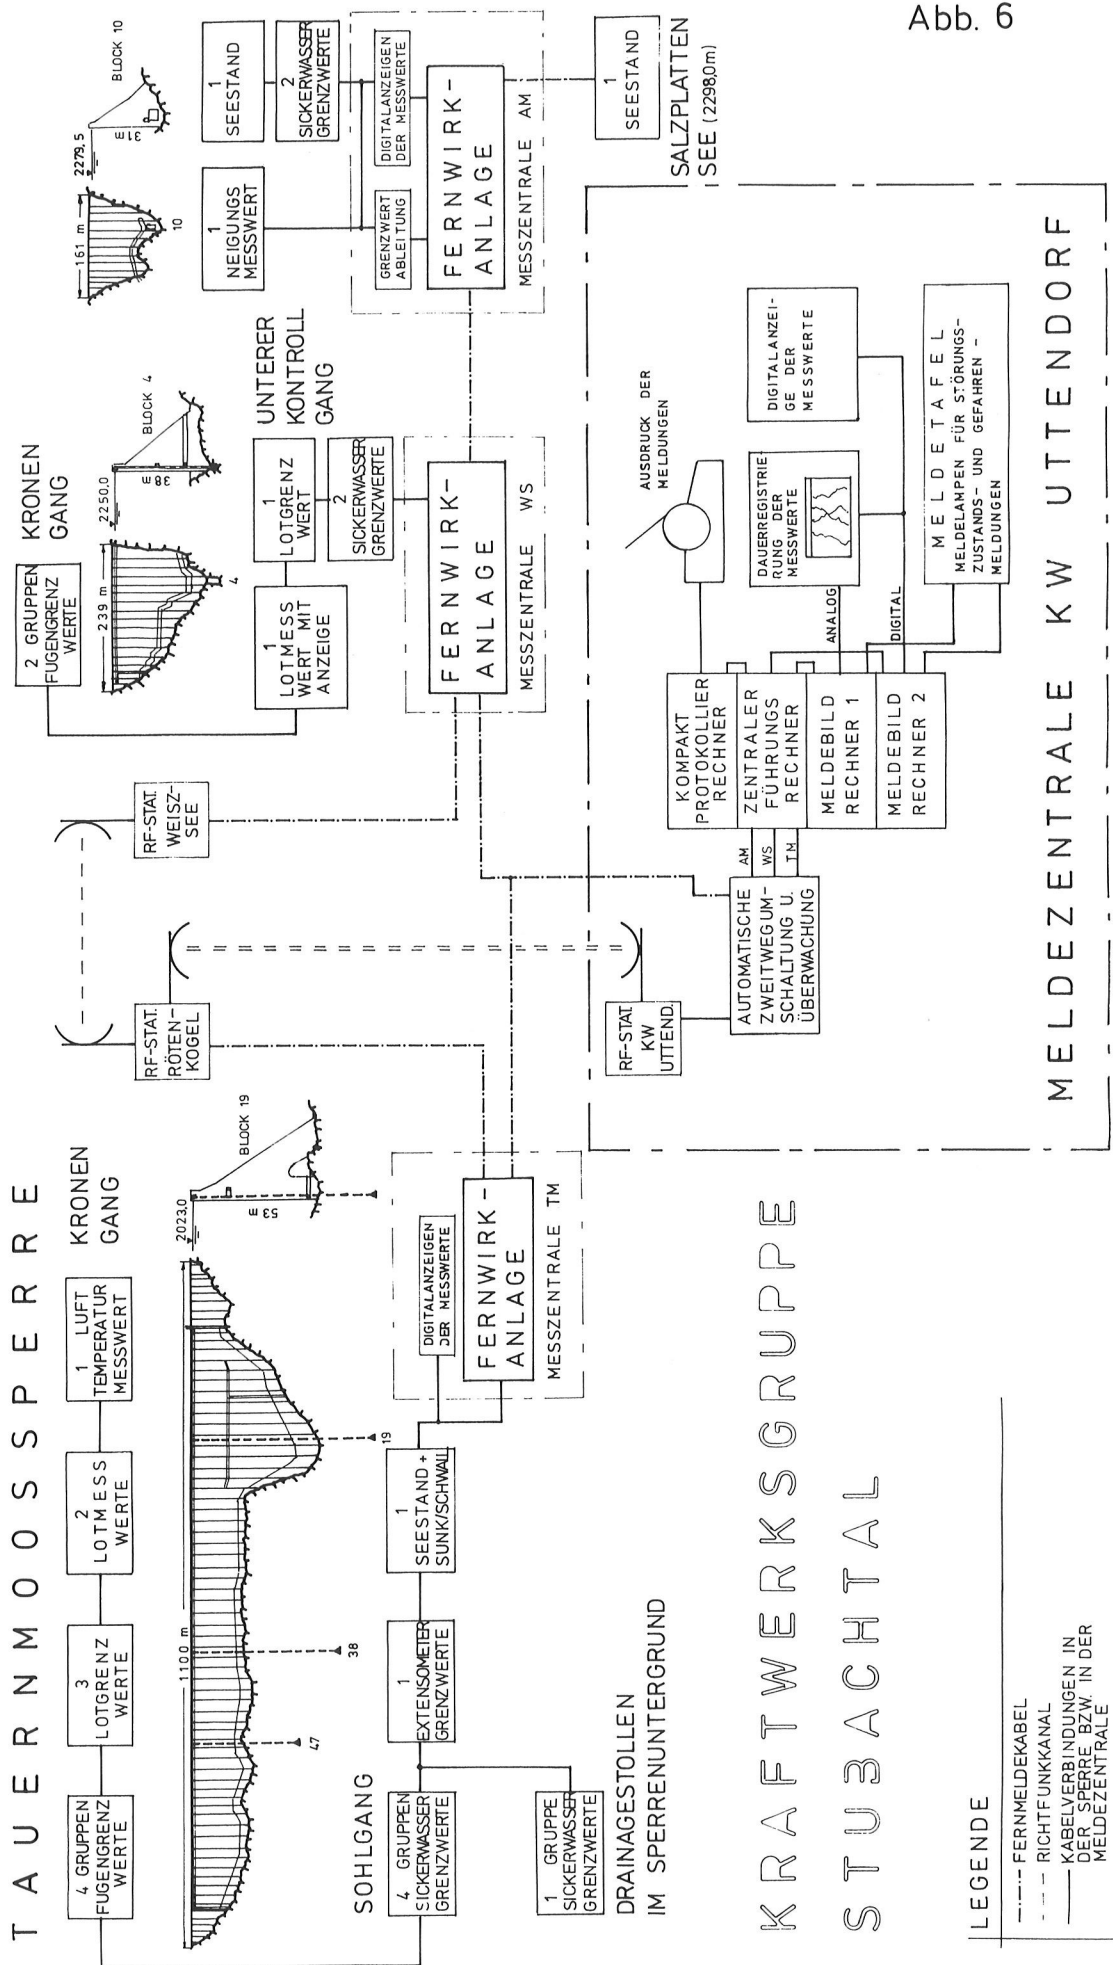 Abb. 6
TAUERNMOOSSPERRE
4 GRUPPEN
FUGENGRENZ
WERTE
3
LOTGRENZ
WERTE
2
LOTMESS
WERTE
1 LUFT
TEMPERATUR
MESSWERT
KRONEN
GANG
1100 m
47
38
19
2023,0
53 m
BLOCK 19
SOHLGANG
4 GRUPPEN
SICKERWASSER
GRENZWERTE
1
EXTENSOMETER
GRENZWERTE
1
SEESTAND +
SUNK/SCHWALL
1 GRUPPE
SICKERWASSER
GRENZWERTE
DRAINAGESTOLLEN
IM SPERRENUNTERGRUND
DIGITALANZEIGEN
DER MESSWERTE
FERNWIRK-
ANLAGE
MESSZENTRALE TM
RF-STAT.
RÖTEN-
KOGEL
RF-STAT.
WEISZ-
SEE
2 GRUPPEN
FUGENGRENZ
WERTE
KRONEN
GANG
239 m
4
2250,0
38m
BLOCK 4
1
LOTMESS
WERT MIT
ANZEIGE
1
LOTGRENZ
WERT
UNTERER
KONTROLL
GANG
2
SICKERWASSER
GRENZWERTE
FERNWIRK-
ANLAGE
MESSZENTRALE WS
161 m
10
2279,5
31m
BLOCK 10
1
NEIGUNGS
MESSWERT
1
SEESTAND
2
SICKERWASSER
GRENZWERTE
GRENZWERT
ABLEITUNG
DIGITALANZEIGEN
DER MESSWERTE
FERNWIRK-
ANLAGE
MESSZENTRALE AM
1
SEESTAND
SALZPLATTEN
SEE (2298,0m)
RF-STAT.
KW
UTTEND.
AUTOMATISCHE
ZWEITWEGUM-
SCHALTUNG U.
ÜBERWACHUNG
AM
WS
TM
KOMPAKT
PROTOKOLLIER
RECHNER
ZENTRALER
FÜHRUNGS
RECHNER
MELDEBILD
RECHNER 1
MELDEBILD
RECHNER 2
ANALOG
DIGITAL
AUSDRUCK DER
MELDUNGEN
DAUERREGISTRIE-
RUNG DER
MESSWERTE
DIGITALANZEI-
GE DER
MESSWERTE
MELDETAFEL
MELDELAMPEN FÜR STÖRUNGS-
ZUSTANDS- UND GEFAHREN -
MELDUNGEN
MELDEZENTRALE KW UTTENDORF
KRAFTWERKSGRUPPE
STUBACHTAL
LEGENDE
FERNMELDEKABEL
RICHTFUNKKANAL
KABELVERBINDUNGEN IN
DER SPERRE BZW. IN DER
MELDEZENTRALE